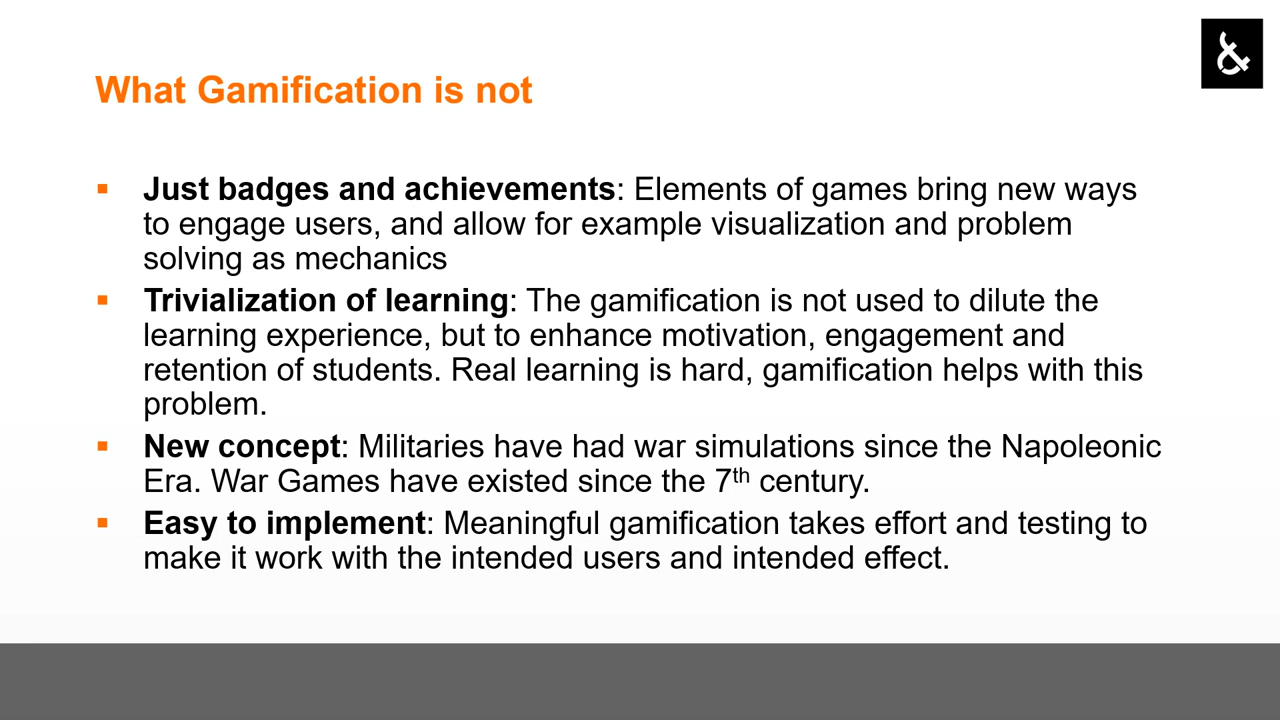 &
What Gamification is not
▪ Just badges and achievements: Elements of games bring new ways
to engage users, and allow for example visualization and problem
solving as mechanics
▪ Trivialization of learning: The gamification is not used to dilute the
learning experience, but to enhance motivation, engagement and
retention of students. Real learning is hard, gamification helps with this
problem.
▪ New concept: Militaries have had war simulations since the Napoleonic
Era. War Games have existed since the 7th century.
▪ Easy to implement: Meaningful gamification takes effort and testing to
make it work with the intended users and intended effect.